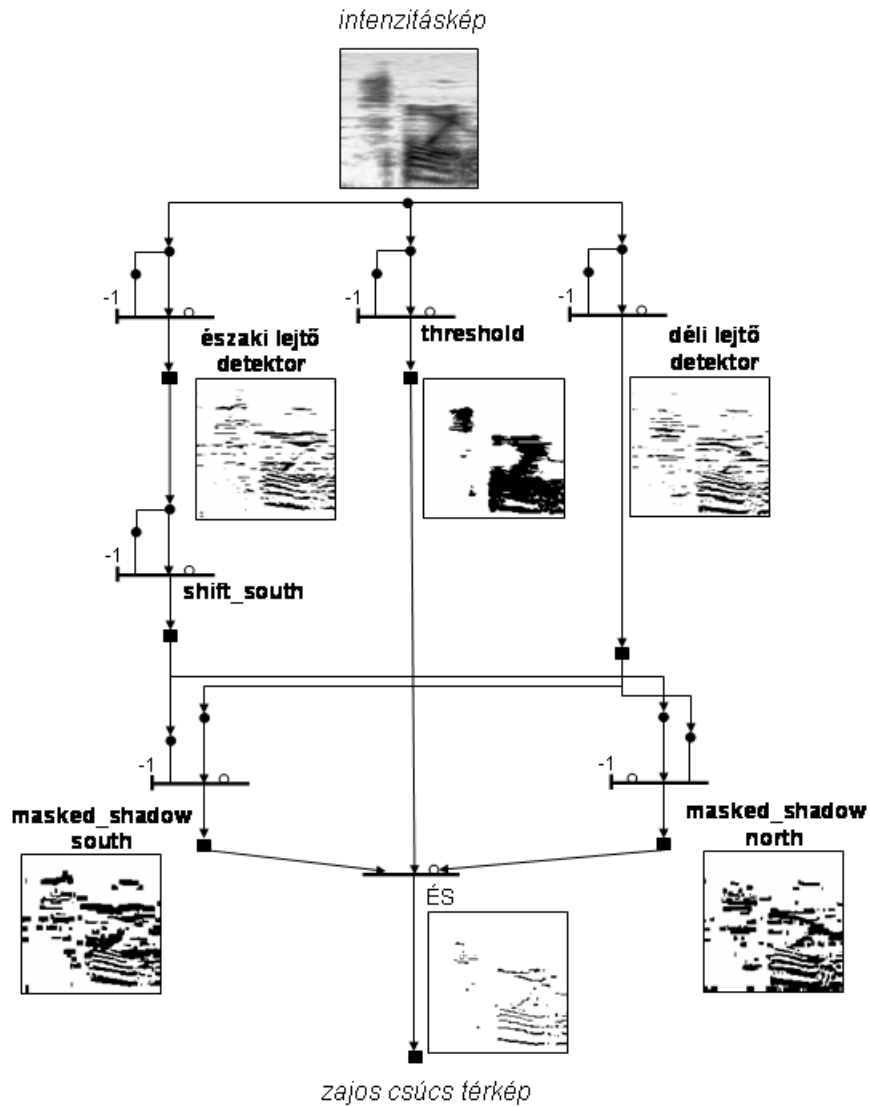 intenzitáskép
-1
-1
-1
északi lejtő
detektor
threshold
déli lejtő
detektor
-1
shift_south
-1
-1
masked_shadow
south
masked_shadow
north
ÉS
zajos csúcs térkép